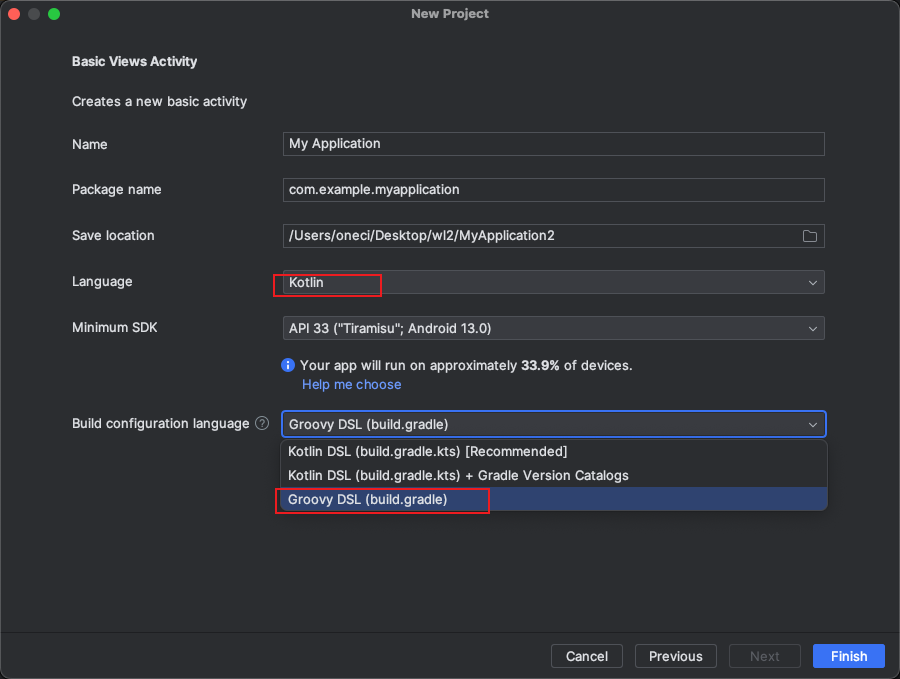 New Project
Basic Views Activity
Creates a new basic activity
Name My Application
Package name com.example.myapplication
Save location /Users/oneci/Desktop/wl2/MyApplication2
Language Kotlin
Minimum SDK API 33 ("Tiramisu"; Android 13.0)
Your app will run on approximately 33.9% of devices.
Help me choose
Build configuration language ? Groovy DSL (build.gradle)
Kotlin DSL (build.gradle.kts) [Recommended]
Kotlin DSL (build.gradle.kts) + Gradle Version Catalogs
Groovy DSL (build.gradle)
Cancel Previous Next Finish